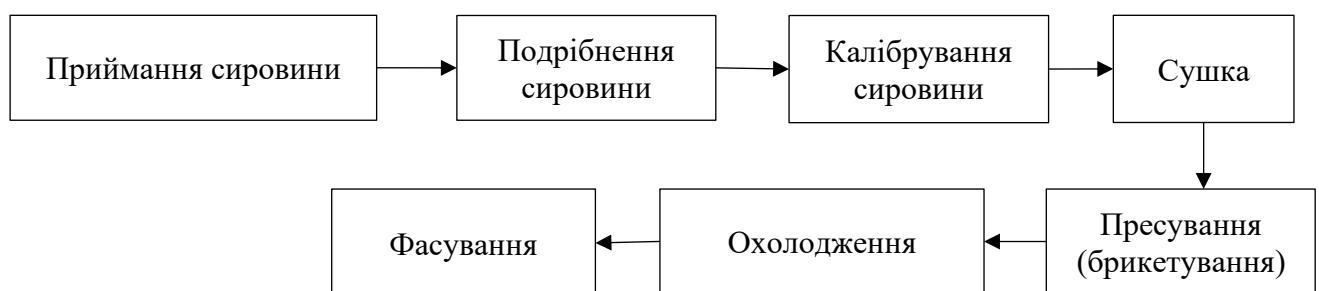 Приймання сировини
Подрібнення
сировини
Калібрування
сировини
Сушка
Пресування
(брикетування)
Охолодження
Фасування